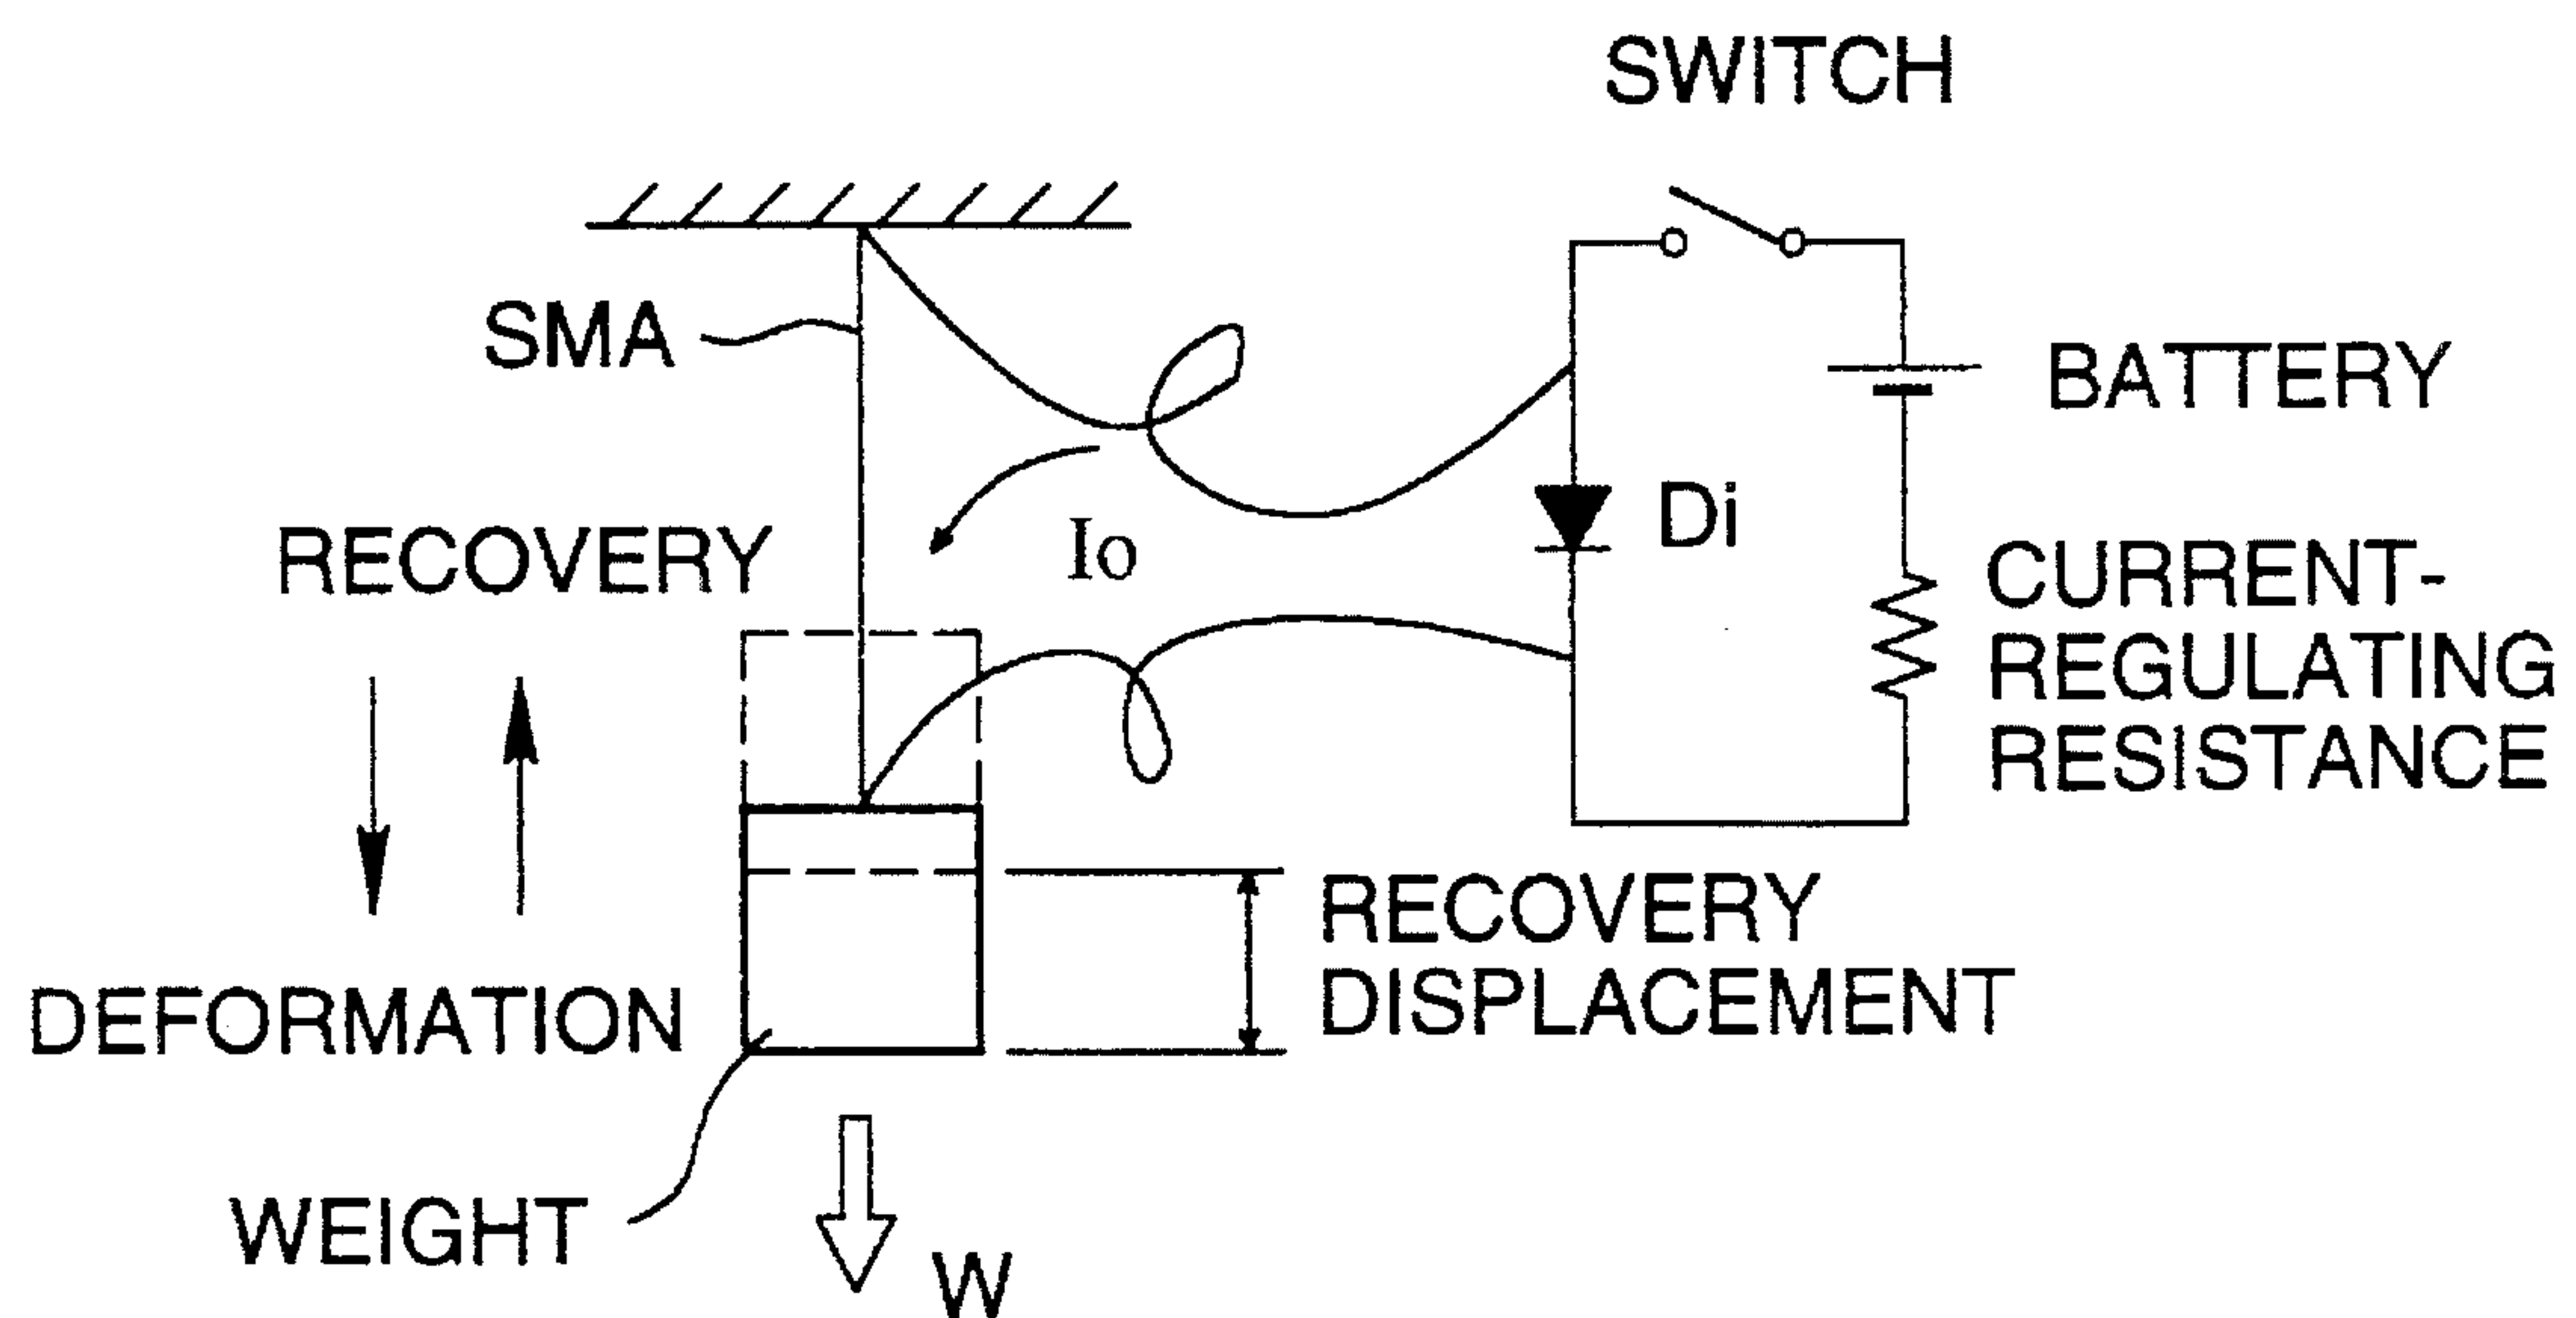 SWITCH
SMA
BATTERY
Di
Io
RECOVERY
CURRENT-
REGULATING
RESISTANCE
RECOVERY
DISPLACEMENT
DEFORMATION
WEIGHT
W